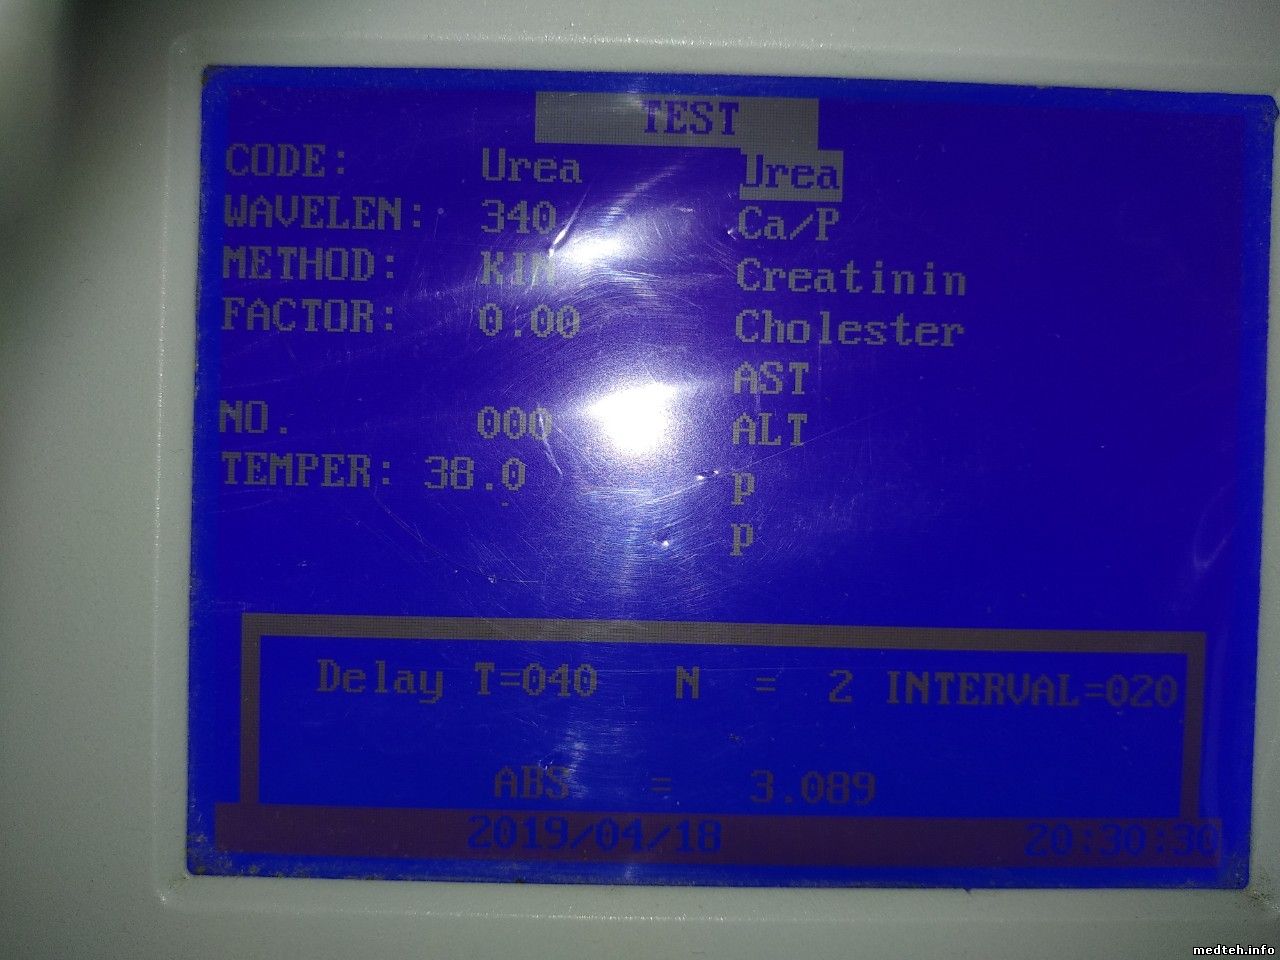 TEST
CODE: Urea Urea
WAVELEN: 340 Ca/P
METHOD: KIN Creatinin
FACTOR: 0.00 Cholester
AST
NO. 000 ALT
TEMPER: 38.0 p
p
Delay T=040 N = 2 INTERVAL=020
ABS = 3.089
2019/04/18 20:30:30
medteh.info